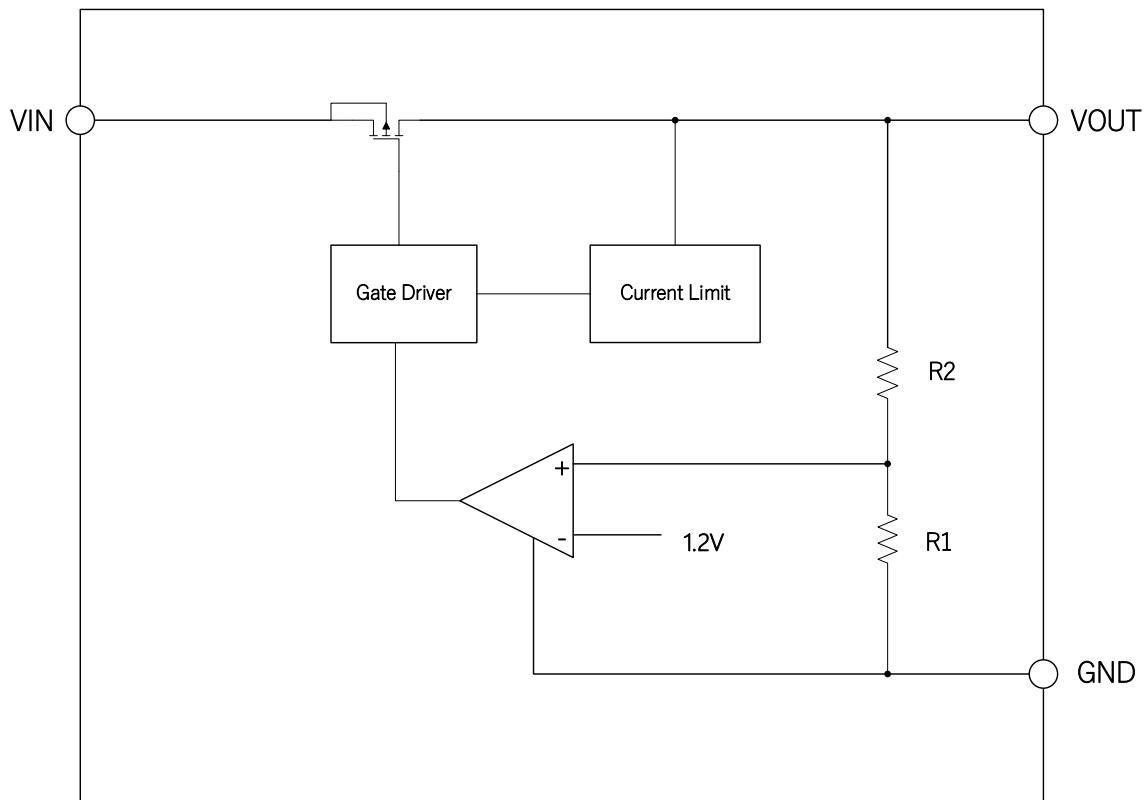 VIN
VOUT
Gate Driver
Current Limit
R2
+
-
1.2V
R1
GND